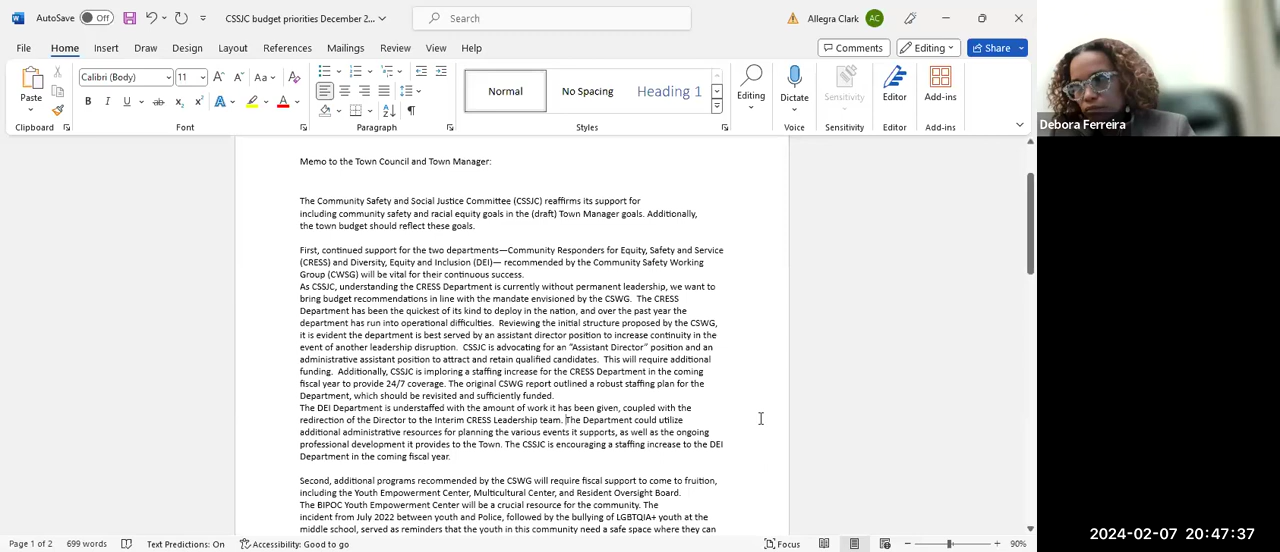 AutoSave Off CSSJC budget priorities December 2... Search Allegra Clark AC
File Home Insert Draw Design Layout References Mailings Review View Help Comments Editing Share
Calibri (Body) 11 A A Aa A
B I U ab x2 x2 A A
Paste
Normal No Spacing Heading 1
Editing Dictate Sensitivity Editor Add-ins
Clipboard Font Paragraph Styles Voice Sensitivity Editor Add-ins
Debora Ferreira
Memo to the Town Council and Town Manager:
The Community Safety and Social Justice Committee (CSSJC) reaffirms its support for
including community safety and racial equity goals in the (draft) Town Manager goals. Additionally,
the town budget should reflect these goals.
First, continued support for the two departments—Community Responders for Equity, Safety and Service
(CRESS) and Diversity, Equity and Inclusion (DEI)— recommended by the Community Safety Working
Group (CWSG) will be vital for their continuous success.
As CSSJC, understanding the CRESS Department is currently without permanent leadership, we want to
bring budget recommendations in line with the mandate envisioned by the CWSG. The CRESS
Department has been the quickest of its kind to deploy in the nation, and over the past year the
department has run into operational difficulties. Reviewing the initial structure proposed by the CSWG,
it is evident the department is best served by an assistant director position to increase continuity in the
event of another leadership disruption. CSSJC is advocating for an "Assistant Director" position and an
administrative assistant position to attract and retain qualified candidates. This will require additional
funding. Additionally, CSSJC is imploring a staffing increase for the CRESS Department in the coming
fiscal year to provide 24/7 coverage. The original CSWG report outlined a robust staffing plan for the
Department, which should be revisited and sufficiently funded.
The DEI Department is understaffed with the amount of work it has been given, coupled with the
redirection of the Director to the Interim CRESS Leadership team. The Department could utilize
additional administrative resources for planning the various events it supports, as well as the ongoing
professional development it provides to the Town. The CSSJC is encouraging a staffing increase to the DEI
Department in the coming fiscal year.
Second, additional programs recommended by the CSWG will require fiscal support to come to fruition,
including the Youth Empowerment Center, Multicultural Center, and Resident Oversight Board.
The BIPOC Youth Empowerment Center will be a crucial resource for the community. The
incident from July 2022 between youth and Police, followed by the bullying of LGBTQIA+ youth at the
middle school, served as reminders that the youth in this community need a safe space where they can
Page 1 of 2 699 words Text Predictions: On Accessibility: Good to go Focus 90%
2024-02-07 20:47:37